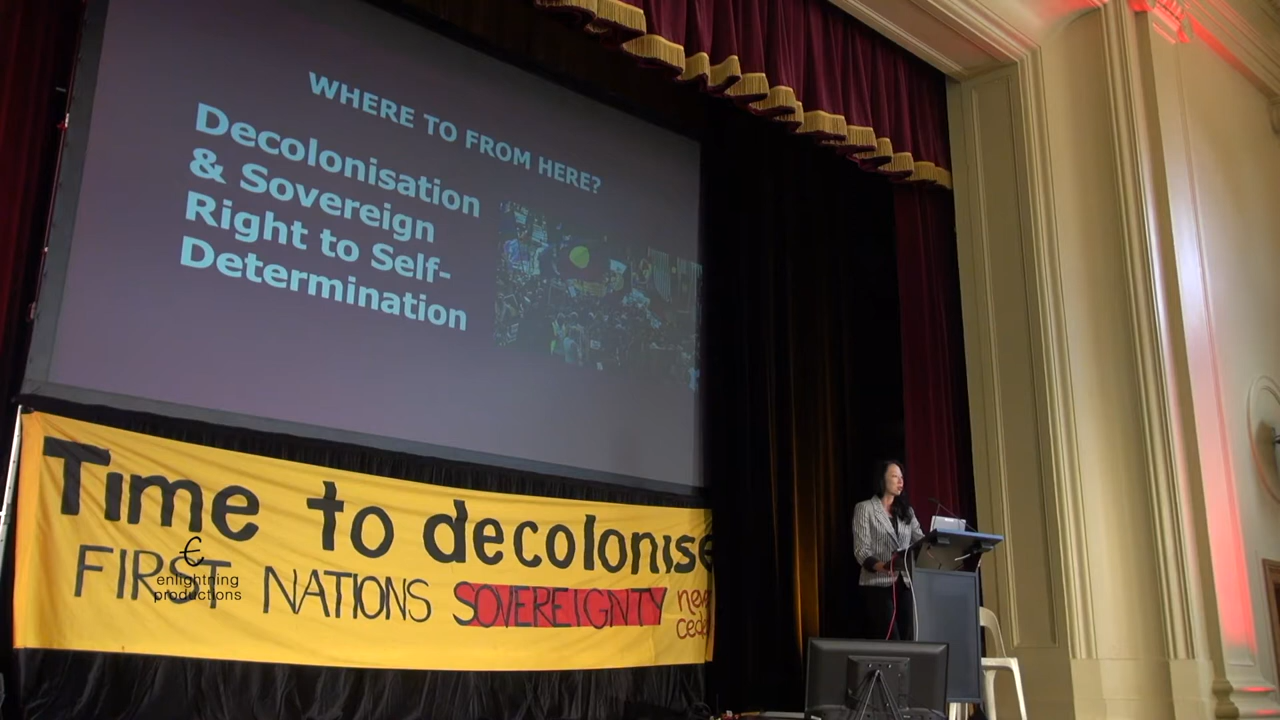 WHERE TO FROM HERE?
Decolonisation
& Sovereign
Right to Self-
Determination
Time to decolonise
FIRST NATIONS SOVEREIGNTY
enlightning
productions